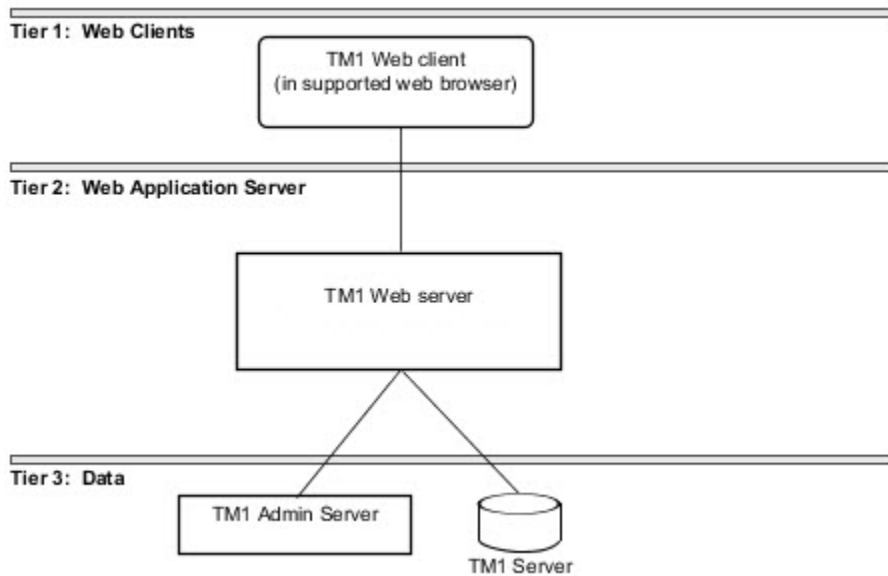 Tier 1: Web Clients
TM1 Web client
(in supported web browser)
Tier 2: Web Application Server
TM1 Web server
Tier 3: Data
TM1 Admin Server
TM1 Server